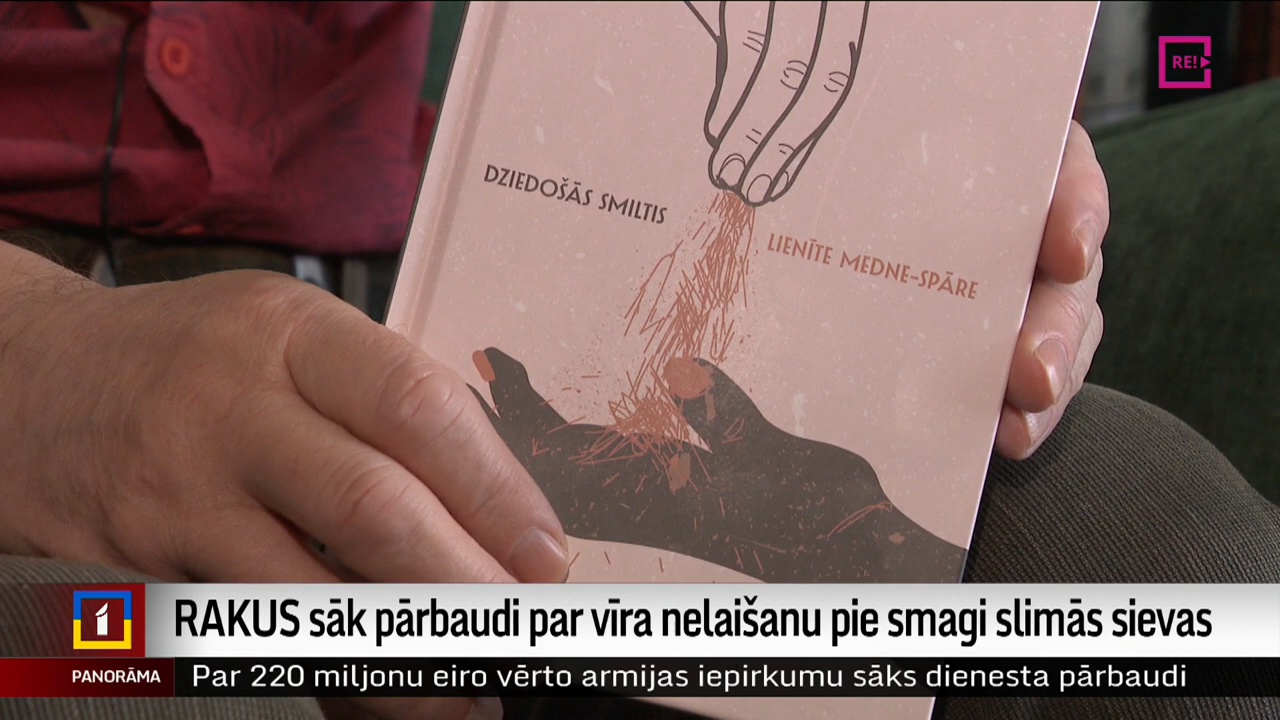 RE!
DZIEDOŠĀS SMILTIS
LIENĪTE MEDNE-SPĀRE
1
RAKUS sāk pārbaudi par vīra nelaišanu pie smagi slimās sievas
PANORĀMA
Par 220 miljonu eiro vērto armijas iepirkumu sāks dienesta pārbaudi